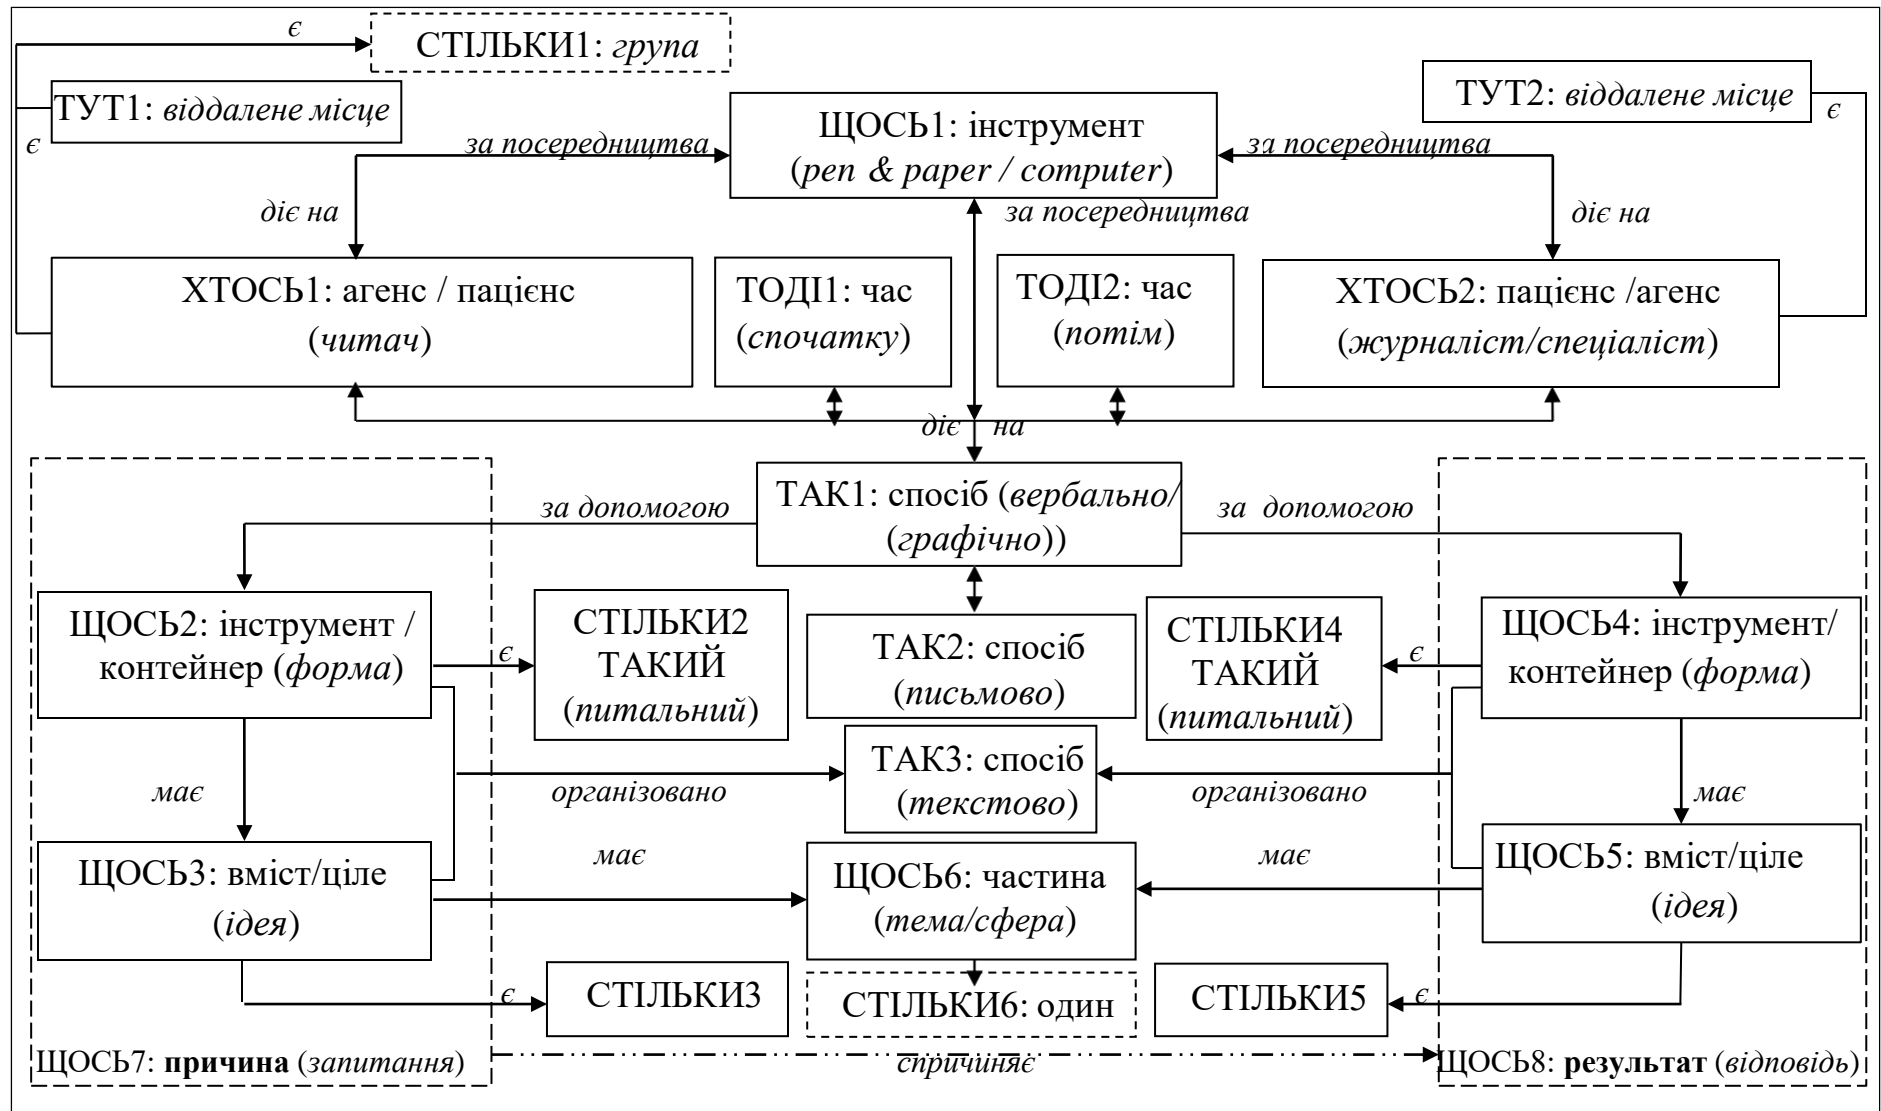 є
СТІЛЬКИ1: група
ТУТ1: віддалене місце
ТУТ2: віддалене місце
є
є
ЩОСЬ1: інструмент
(pen & paper / computer)
за посередництва
за посередництва
діє на
за посередництва
діє на
ХТОСЬ1: агенс / пацієнс
(читач)
ТОДІ1: час
(спочатку)
ТОДІ2: час
(потім)
ХТОСЬ2: пацієнс /агенс
(журналіст/спеціаліст)
діє на
ТАК1: спосіб (вербально/
(графічно))
за допомогою
за допомогою
ЩОСЬ2: інструмент /
контейнер (форма)
є
СТІЛЬКИ2
ТАКИЙ
(питальний)
ТАК2: спосіб
(письмово)
СТІЛЬКИ4
ТАКИЙ
(питальний)
є
ЩОСЬ4: інструмент/
контейнер (форма)
має
організовано
ТАК3: спосіб
(текстово)
організовано
має
ЩОСЬ3: вміст/ціле
(ідея)
має
ЩОСЬ6: частина
(тема/сфера)
має
ЩОСЬ5: вміст/ціле
(ідея)
є
СТІЛЬКИ3
СТІЛЬКИ6: один
СТІЛЬКИ5
є
ЩОСЬ7: причина (запитання)
спричиняє
ЩОСЬ8: результат (відповідь)